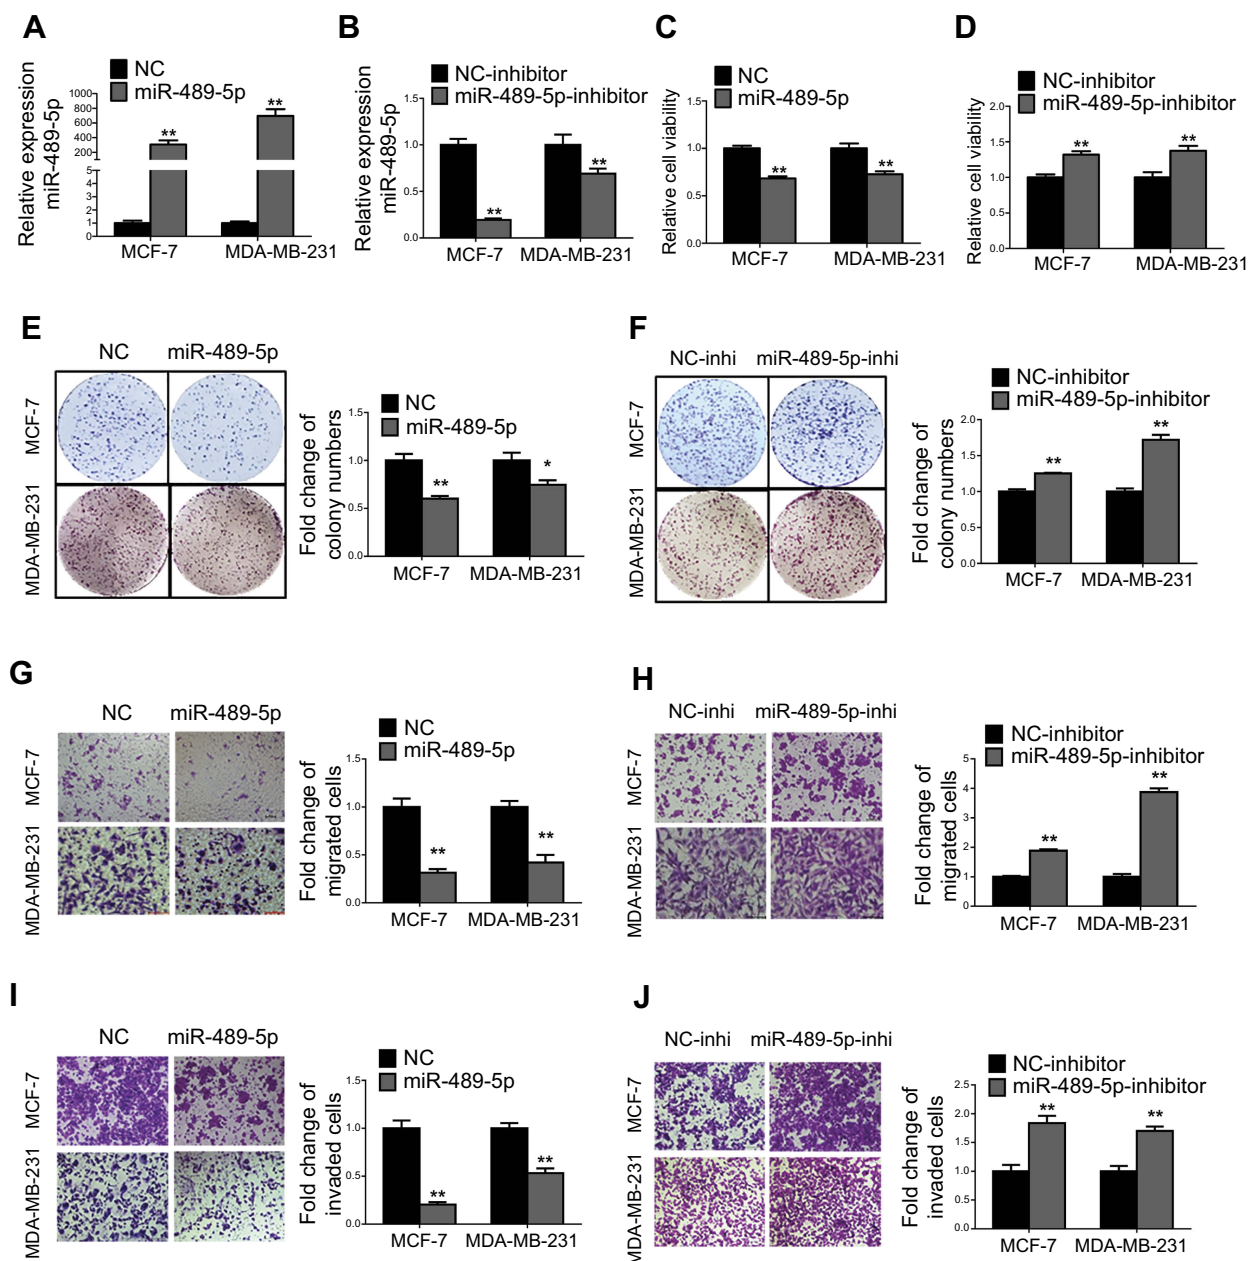 A
NC
miR-489-5p
Relative expression
miR-489-5p
1000
800
600
400
200
5
4
3
2
1
0
**
**
MCF-7
MDA-MB-231
B
NC-inhibitor
miR-489-5p-inhibitor
Relative expression
miR-489-5p
1.5
1.0
0.5
0.0
**
**
MCF-7
MDA-MB-231
C
NC
miR-489-5p
Relative cell viability
1.5
1.0
0.5
0.0
**
**
MCF-7
MDA-MB-231
D
NC-inhibitor
miR-489-5p-inhibitor
Relative cell viability
2.0
1.5
1.0
0.5
0.0
**
**
MCF-7
MDA-MB-231
E
NC
miR-489-5p
MCF-7
MDA-MB-231
NC
miR-489-5p
Fold change of
colony numbers
1.5
1.0
0.5
0.0
**
*
MCF-7
MDA-MB-231
F
NC-inhi
miR-489-5p-inhi
MCF-7
MDA-MB-231
NC-inhibitor
miR-489-5p-inhibitor
Fold change of
colony numbers
2.0
1.5
1.0
0.5
0.0
**
**
MCF-7
MDA-MB-231
G
NC
miR-489-5p
MCF-7
MDA-MB-231
NC
miR-489-5p
Fold change of
migrated cells
1.5
1.0
0.5
0.0
**
**
MCF-7
MDA-MB-231
H
NC-inhi
miR-489-5p-inhi
MCF-7
MDA-MB-231
NC-inhibitor
miR-489-5p-inhibitor
Fold change of
migrated cells
5
4
3
2
1
0
**
**
MCF-7
MDA-MB-231
I
NC
miR-489-5p
MCF-7
MDA-MB-231
NC
miR-489-5p
Fold change of
invaded cells
1.5
1.0
0.5
0.0
**
**
MCF-7
MDA-MB-231
J
NC-inhi
miR-489-5p-inhi
MCF-7
MDA-MB-231
NC-inhibitor
miR-489-5p-inhibitor
Fold change of
invaded cells
2.5
2.0
1.5
1.0
0.5
0.0
**
**
MCF-7
MDA-MB-231